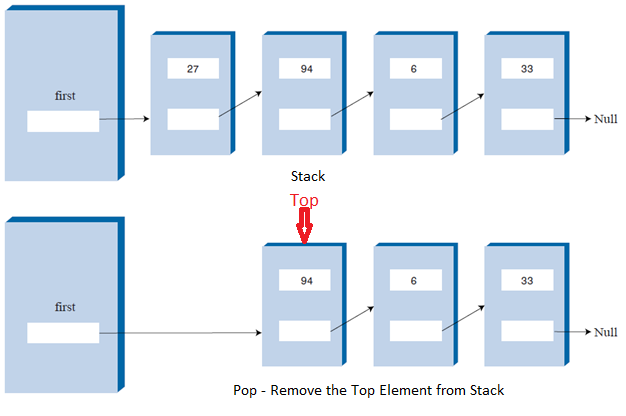 27
94
6
33
first
Null
Stack
Top
94
6
33
first
Null
Pop - Remove the Top Element from Stack